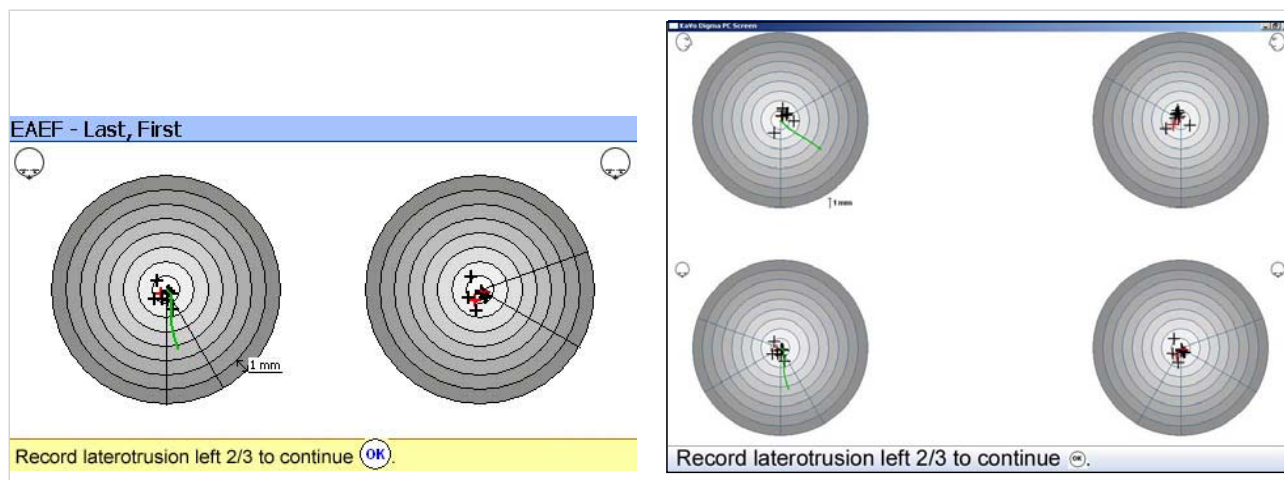 EAEF - Last, First
1 mm
Record laterotrusion left 2/3 to continue OK.
KaVo Digma PC Screen
1 mm
Record laterotrusion left 2/3 to continue OK.